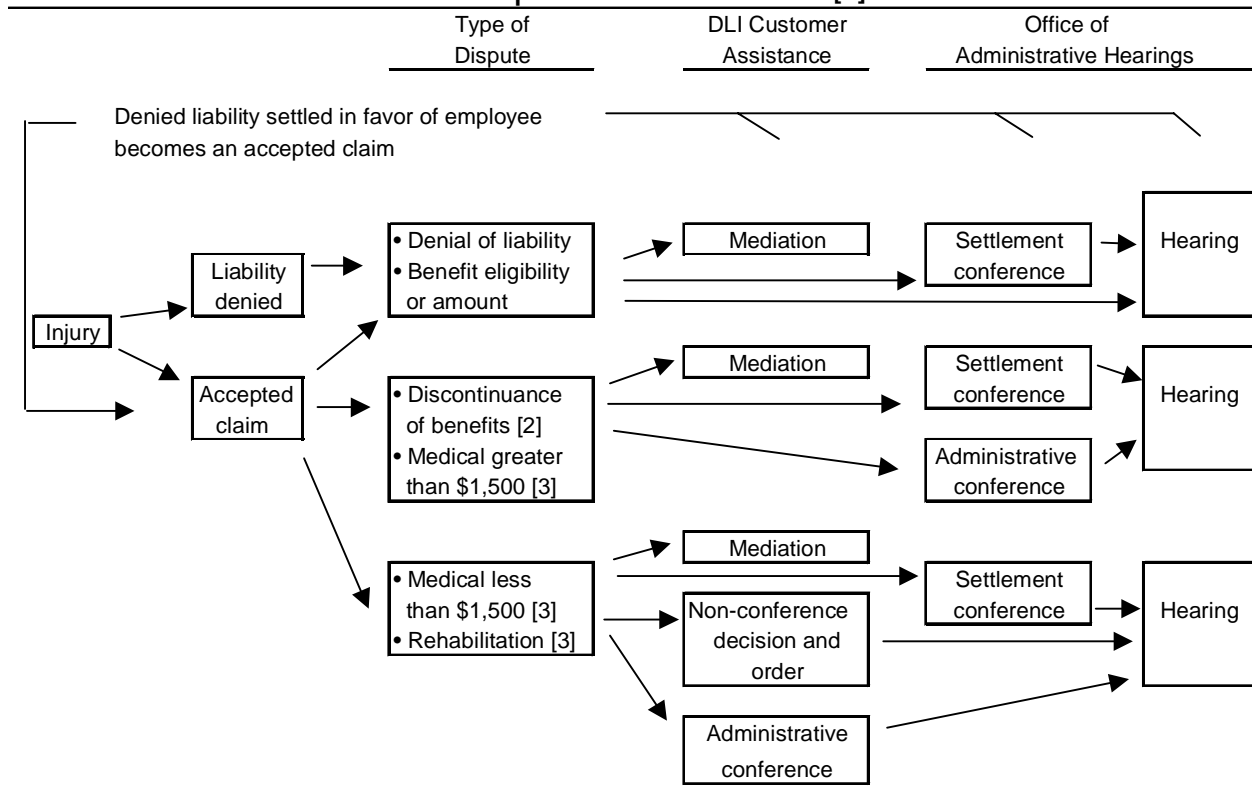 Type of
Dispute
DLI Customer
Assistance
Office of
Administrative Hearings
Denied liability settled in favor of employee
becomes an accepted claim
Injury
Liability
denied
Accepted
claim
• Denial of liability
• Benefit eligibility
or amount
Mediation
Settlement
conference
Hearing
• Discontinuance
of benefits [2]
• Medical greater
than $1,500 [3]
Mediation
Settlement
conference
Administrative
conference
Hearing
• Medical less
than $1,500 [3]
• Rehabilitation [3]
Mediation
Non-conference
decision and
order
Administrative
conference
Settlement
conference
Hearing